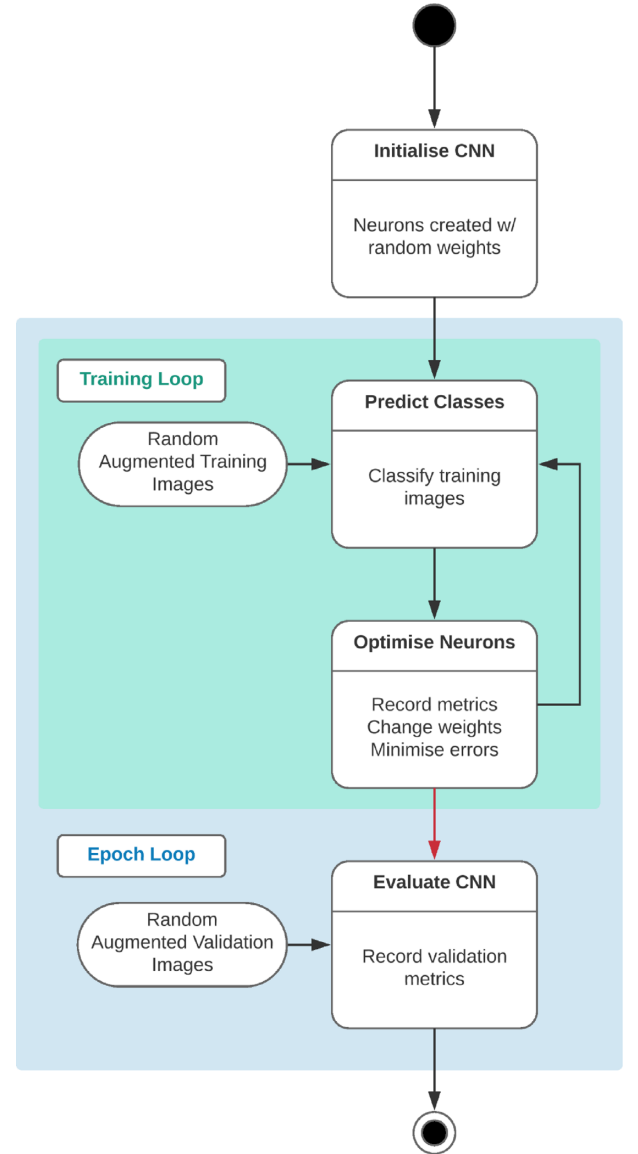 Initialise CNN
Neurons created w/
random weights
Training Loop
Predict Classes
Random
Augmented Training
Images
Classify training
images
Optimise Neurons
Record metrics
Change weights
Minimise errors
Epoch Loop
Evaluate CNN
Random
Augmented Validation
Images
Record validation
metrics